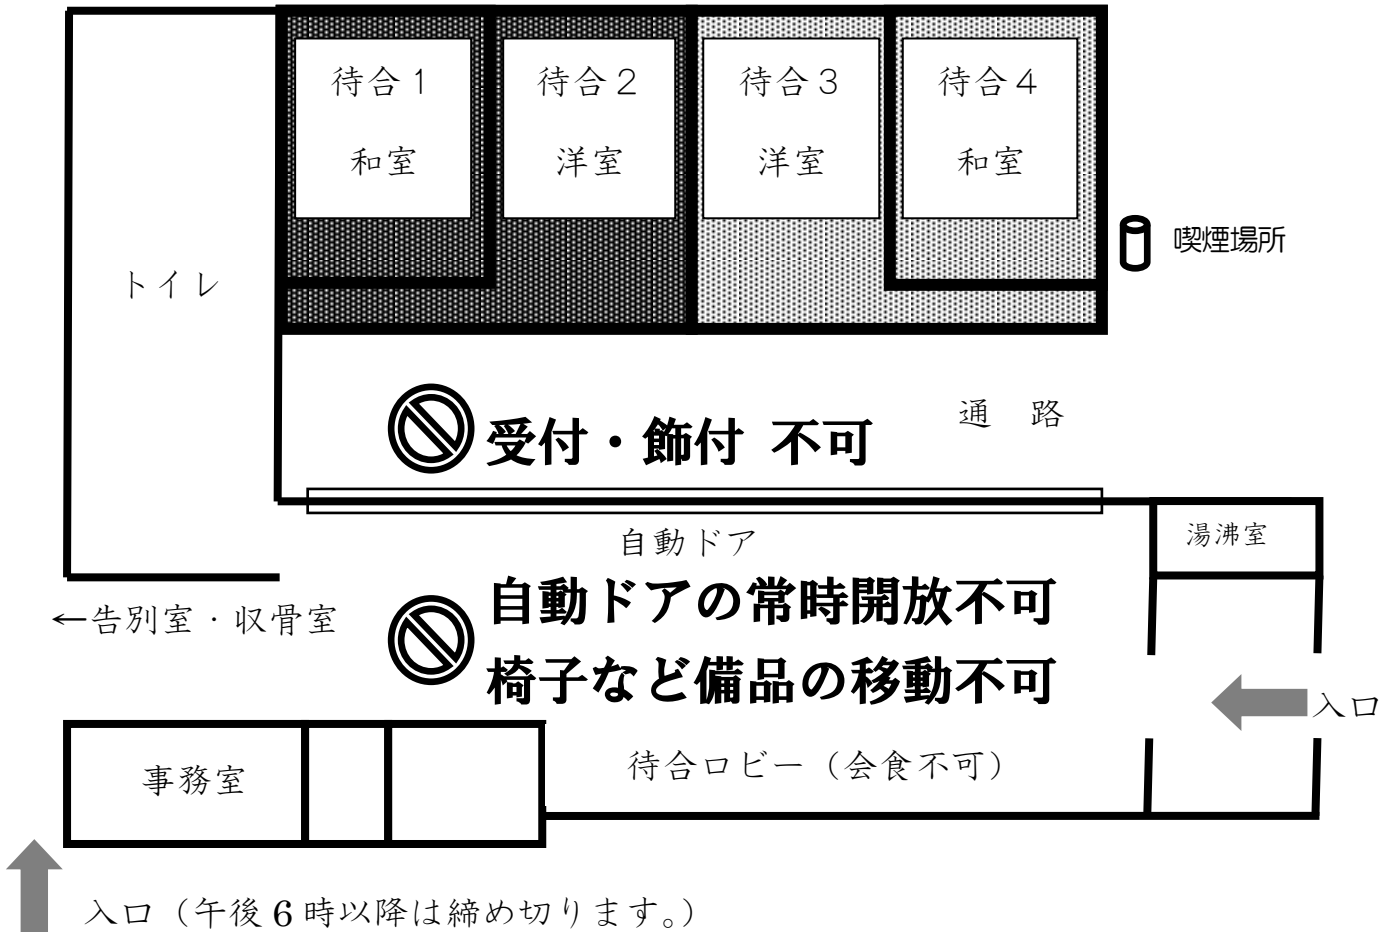 待合1
和室
待合2
洋室
待合3
洋室
待合4
和室
喫煙場所
トイレ
通 路
受付・飾付 不可
自動ドア
湯沸室
自動ドアの常時開放不可
←告別室・収骨室
椅子など備品の移動不可
入口
待合ロビー（会食不可）
事務室
入口（午後6時以降は締め切ります。）